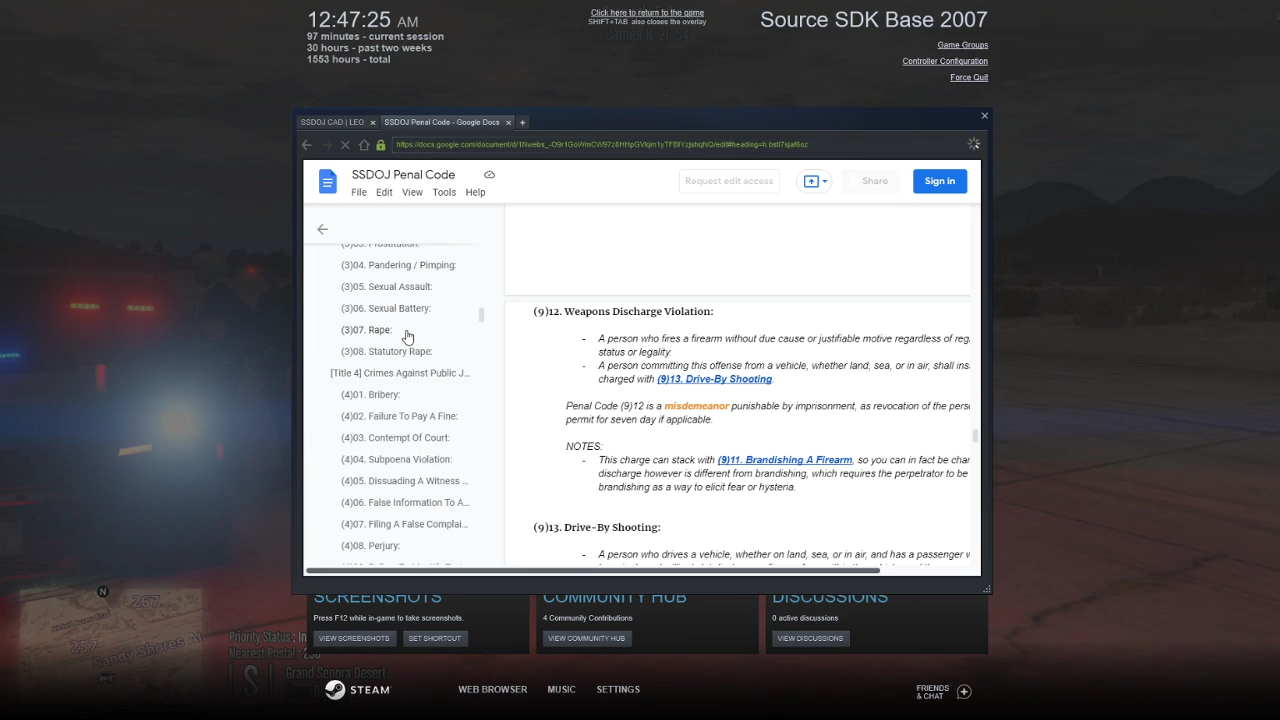 12:47:25 AM
97 minutes - current session
30 hours - past two weeks
1553 hours - total
Click here to return to the game
SHIFT+TAB also closes the overlay
Source SDK Base 2007
Game Groups
Controller Configuration
Force Quit
SSDOJ CAD | LEO
SSDOJ Penal Code - Google Docs
SSDOJ Penal Code
File Edit View Tools Help
Request edit access
Share
Sign in
(3)04. Pandering / Pimping:
(3)05. Sexual Assault:
(3)06. Sexual Battery:
(3)07. Rape:
(3)08. Statutory Rape:
[Title 4] Crimes Against Public J...
(4)01. Bribery:
(4)02. Failure To Pay A Fine:
(4)03. Contempt Of Court:
(4)04. Subpoena Violation:
(4)05. Dissuading A Witness ...
(4)06. False Information To A...
(4)07. Filing A False Complai...
(4)08. Perjury:
(9)12. Weapons Discharge Violation:
- A person who fires a firearm without due cause or justifiable motive regardless of reg
status or legality.
- A person committing this offense from a vehicle, whether land, sea, or in air, shall ins
charged with (9)13. Drive-By Shooting.
Penal Code (9)12 is a misdemeanor punishable by imprisonment, as revocation of the pers
permit for seven day if applicable.
NOTES:
- This charge can stack with (9)11. Brandishing A Firearm, so you can in fact be char
discharge however is different from brandishing, which requires the perpetrator to be
brandishing as a way to elicit fear or hysteria.
(9)13. Drive-By Shooting:
- A person who drives a vehicle, whether on land, sea, or in air, and has a passenger w
SCREENSHOTS
Press F12 while in-game to take screenshots.
VIEW SCREENSHOTS
SET SHORTCUT
COMMUNITY HUB
4 Community Contributions
VIEW COMMUNITY HUB
DISCUSSIONS
0 active discussions
VIEW DISCUSSIONS
N
267
257
Sandy Shores
Priority Status : In
Nearest Postal :
S
Grand Senora Desert
STEAM
WEB BROWSER
MUSIC
SETTINGS
FRIENDS
& CHAT